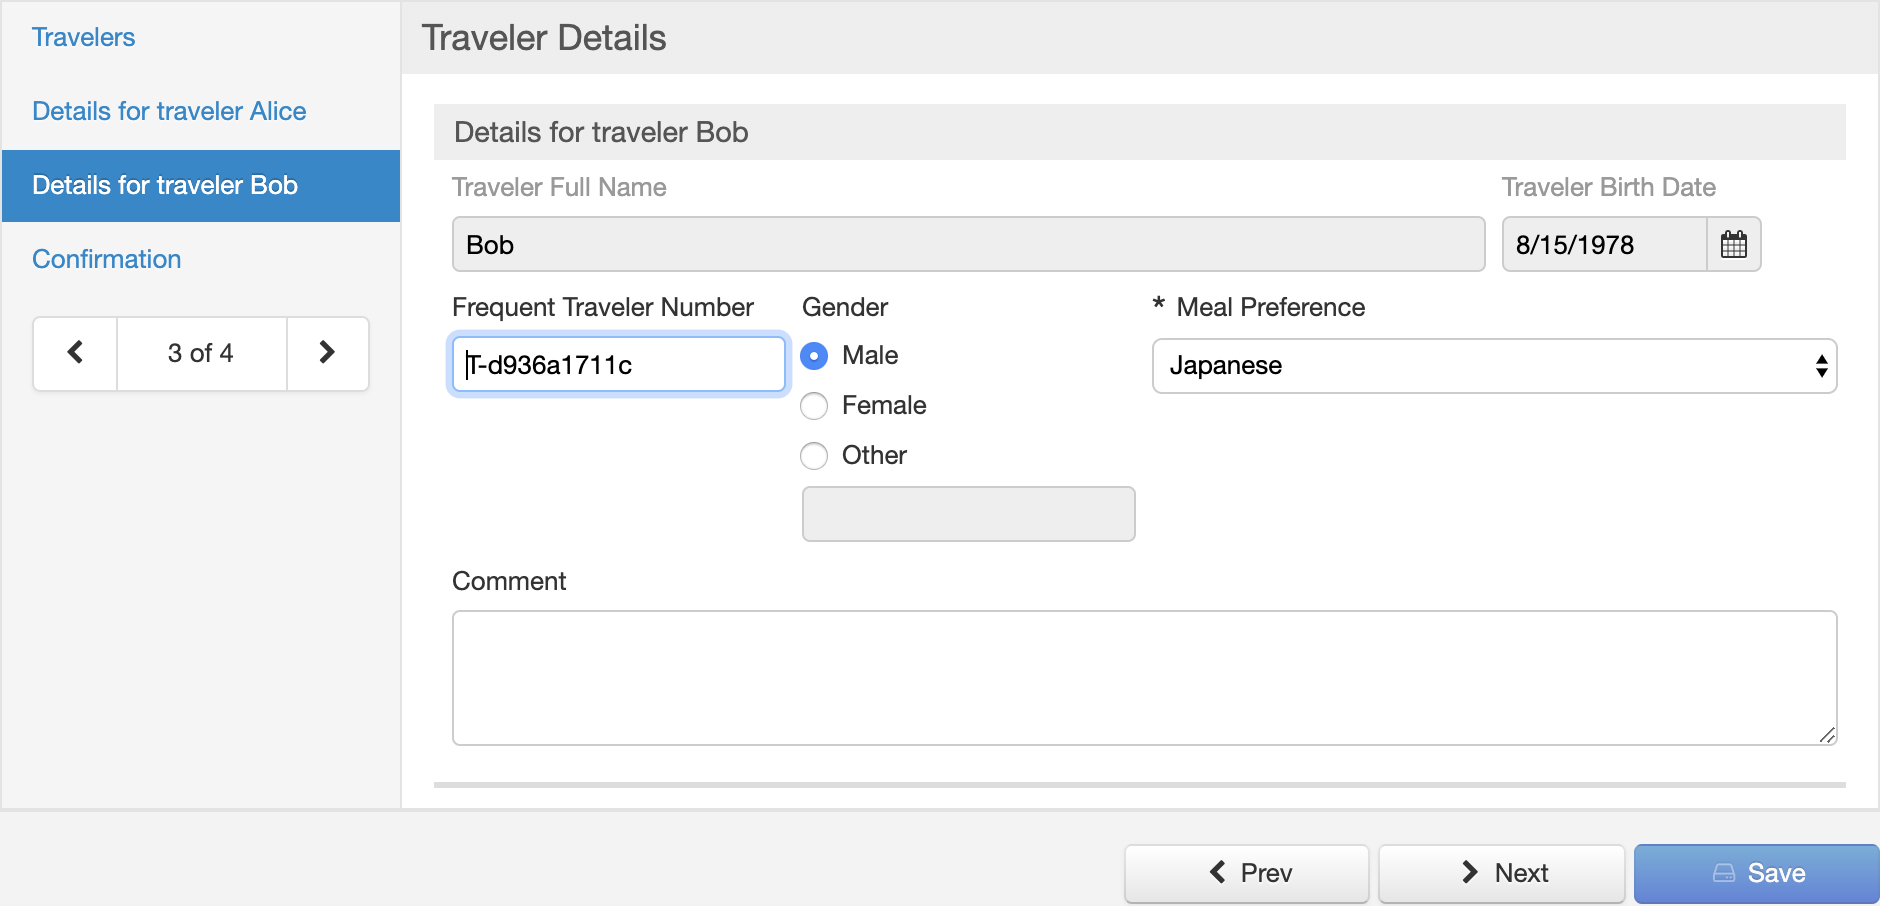 Travelers
Details for traveler Alice
Details for traveler Bob
Confirmation
3 of 4
Traveler Details
Details for traveler Bob
Traveler Full Name
Traveler Birth Date
Bob
8/15/1978
Frequent Traveler Number
Gender
* Meal Preference
T-d936a1711c
Male
Japanese
Female
Other
Comment
Prev
Next
Save